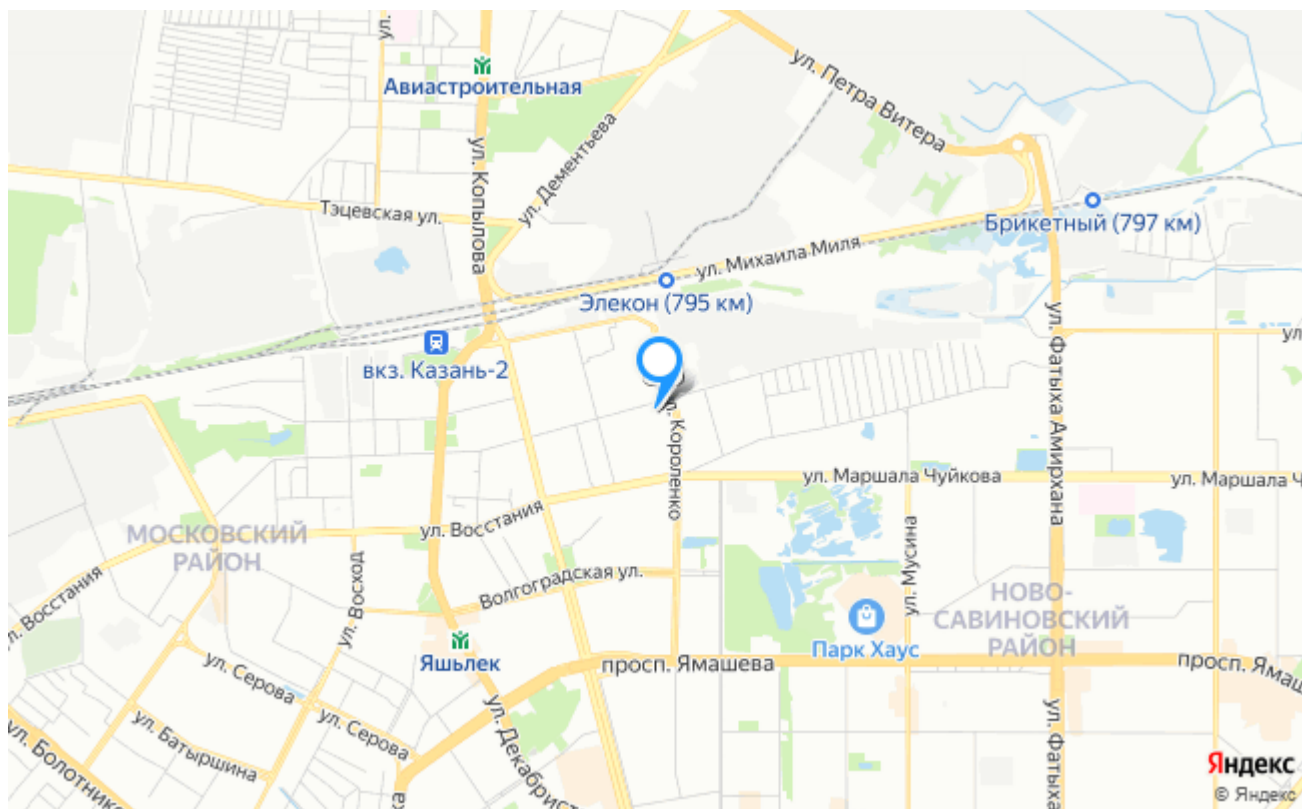 ул.
ул. Петра Витера
Авиастроительная
ул. Дементьева
ул. Копылова
Тэцевская ул.
Брикетный (797 км)
ул. Михаила Миля
Элекон (795 км)
ул. Фатыха Амирхана
ул
вкз. Казань-2
ул. Короленко
ул. Маршала Чуйкова
ул. Маршала Ч
ул. Восстания
МОСКОВСКИЙ
РАЙОН
ул. Мусина
ул. Восход
Волгоградская ул.
НОВО-
САВИНОВСКИЙ
РАЙОН
ул. Восстания
Яшьлек
Парк Хаус
просп. Ямашева
просп. Ямаш
ул. Серова
ул. Серова
ул. Батыршина
ул. Декабрист
ул. Фатыха
ул. Болотник
Яндекс
© Яндекс